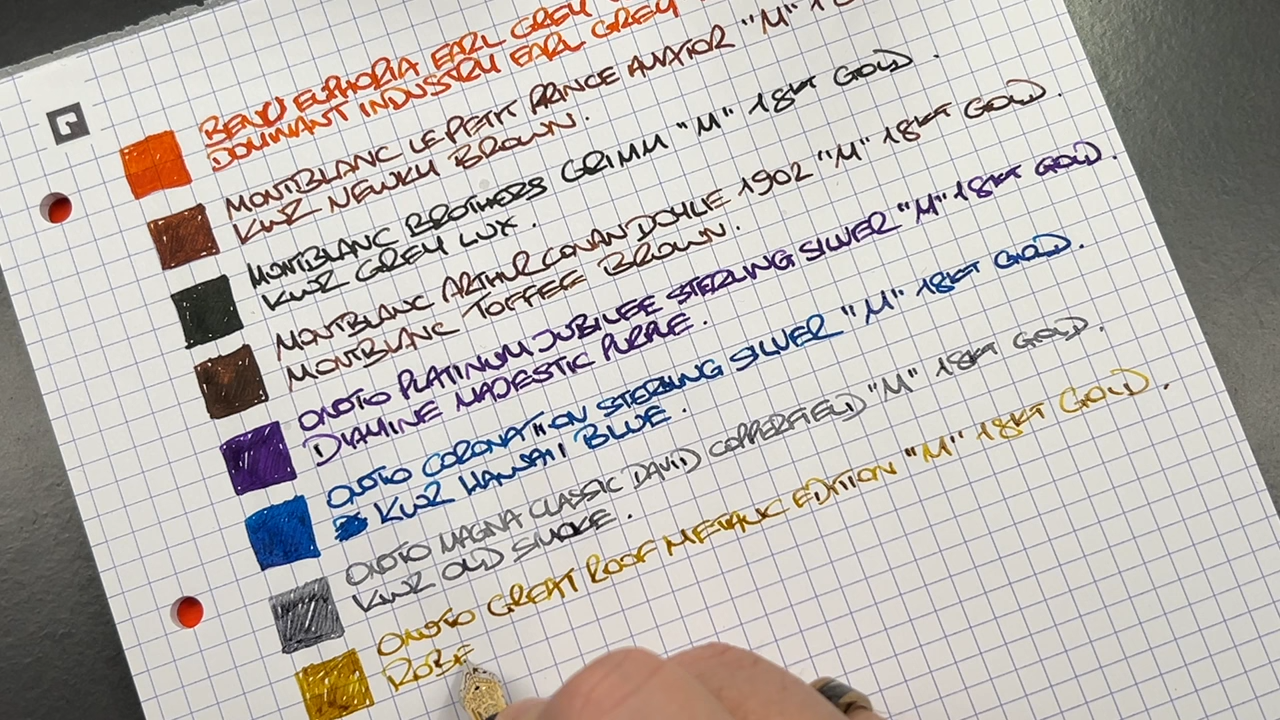 BENU EUPHORIA EARL GREY
DOMINANT INDUSTRY EARL GREY
MONTBLANC LE PETIT PRINCE AVIATOR "M" 18
KWZ NEWKY BROWN.
MONTBLANC BROTHERS GRIMM "M" 18KT GOLD.
KWZ GREY LUX.
MONTBLANC ARTHUR CONAN DOYLE 1902 "M" 18KT GOLD.
MONTBLANC TOFFEE BROWN.
ONOTO PLATINUM JUBILEE STERLING SILVER "M" 18KT GOLD.
DIAMINE MAJESTIC PURPLE.
ONOTO CORONATION STERLING SILVER "M" 18KT GOLD.
KWZ HAWAII BLUE.
ONOTO MAGNA CLASSIC DAVID COPPERFIELD "M" 18KT GOLD.
KWZ OLD SMOKE.
ONOTO GREAT ROOF METALIC EDITION "M" 18KT GOLD.
ROBE